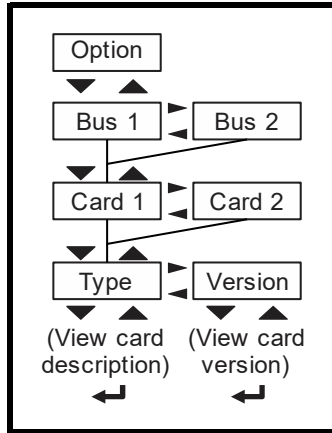 Option
Bus 1 Bus 2
Card 1 Card 2
Type Version
(View card (View card
description) version)